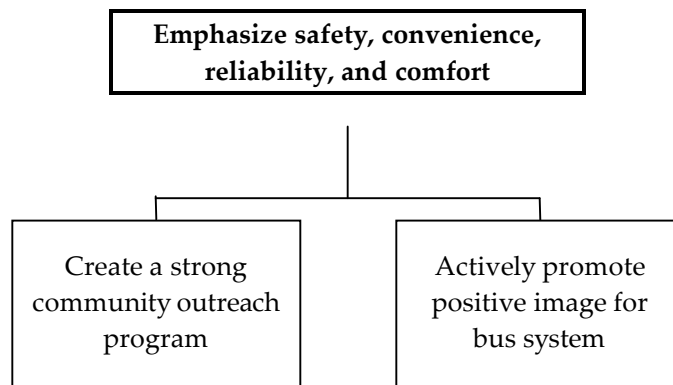 Emphasize safety, convenience,
reliability, and comfort
Create a strong
community outreach
program
Actively promote
positive image for
bus system